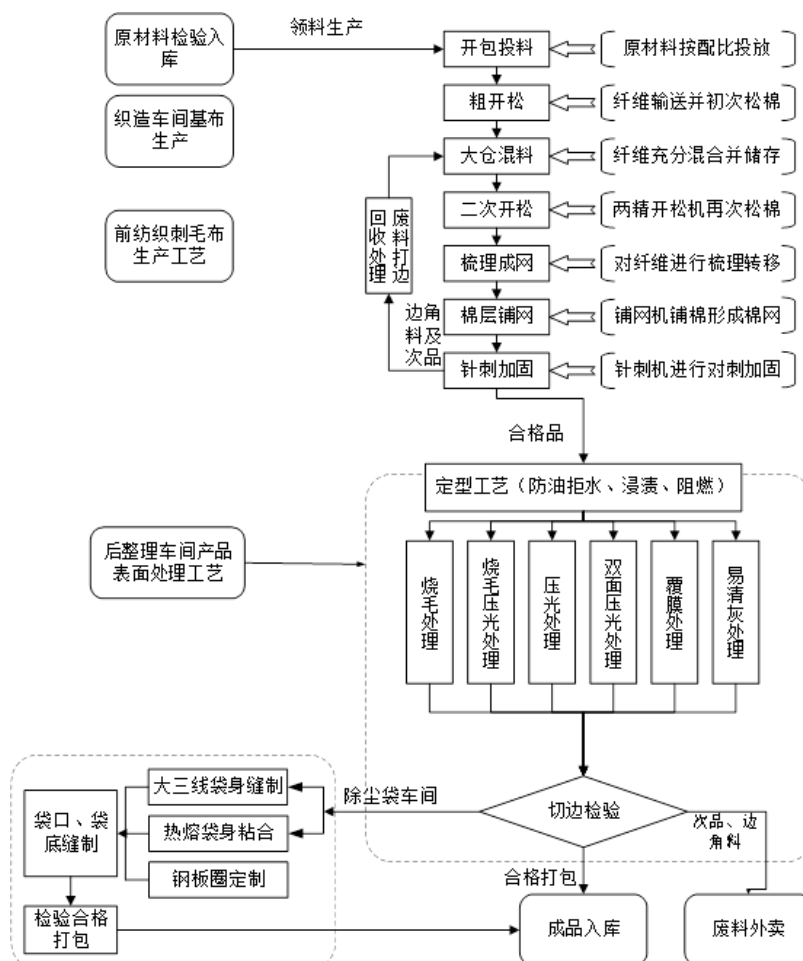 原材料检验入
库
领料生产
开包投料
原材料按配比投放
织造车间基布
生产
粗开松
纤维输送并初次松棉
大仓混料
纤维充分混合并储存
前纺织刺毛布
生产工艺
废料打边
回收处理
二次开松
两精开松机再次松棉
梳理成网
对纤维进行梳理转移
边角
料及
次品
棉层铺网
铺网机铺棉形成棉网
针刺加固
针刺机进行对刺加固
合格品
定型工艺（防油拒水、浸渍、阻燃）
后整理车间产品
表面处理工艺
烧毛处理
烧毛压光处理
压光处理
双面压光处理
覆膜处理
易清灰处理
大三线袋身缝制
除尘袋车间
切边检验
次品、边
角料
袋口、袋
底缝制
热熔袋身粘合
钢板圈定制
合格打包
检验合格
打包
成品入库
废料外卖